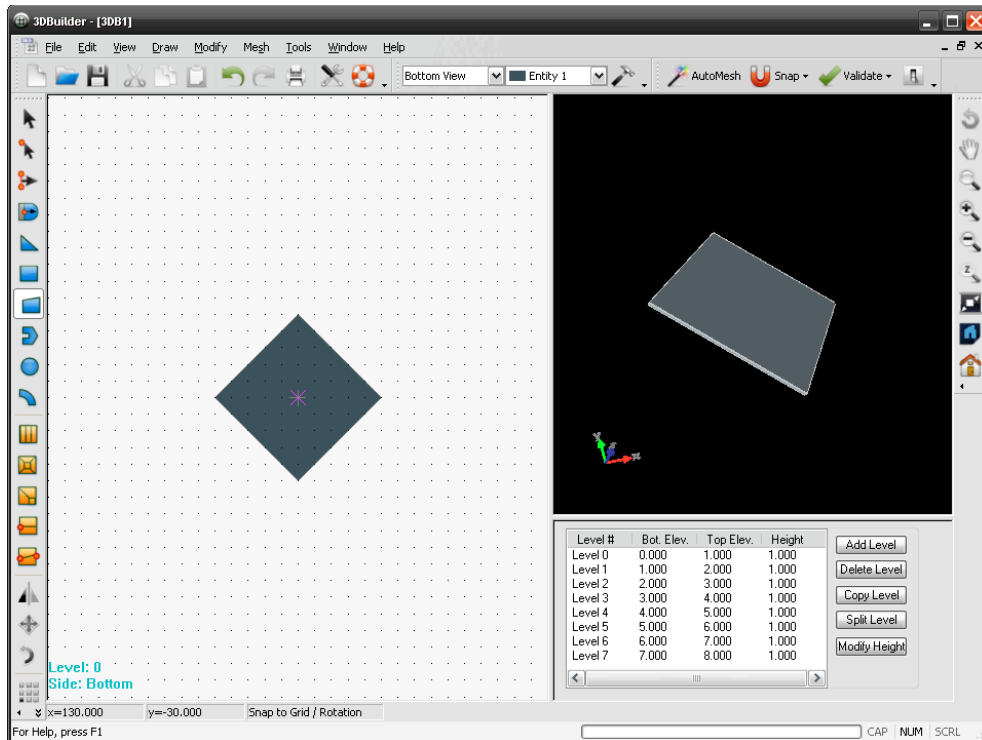 3DBuilder - [3DB1]
File Edit View Draw Modify Mesh Tools Window Help
Bottom View Entity 1 AutoMesh Snap Validate
Level: 0
Side: Bottom
Level # Bot. Elev. Top Elev. Height
Level 0 0.000 1.000 1.000
Level 1 1.000 2.000 1.000
Level 2 2.000 3.000 1.000
Level 3 3.000 4.000 1.000
Level 4 4.000 5.000 1.000
Level 5 5.000 6.000 1.000
Level 6 6.000 7.000 1.000
Level 7 7.000 8.000 1.000
Add Level
Delete Level
Copy Level
Split Level
Modify Height
x=130.000 y=-30.000 Snap to Grid / Rotation
For Help, press F1 CAP NUM SCRL